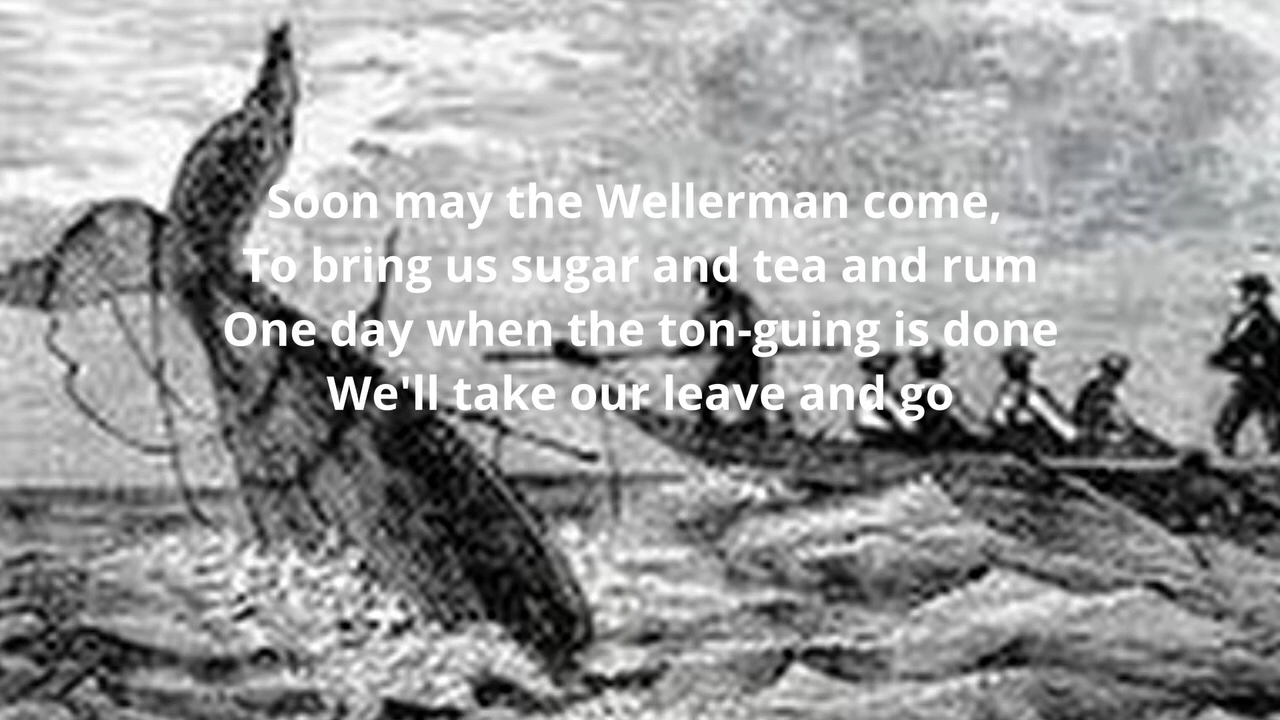 Soon may the Wellerman come,
To bring us sugar and tea and rum
One day when the ton-guing is done
We'll take our leave and go